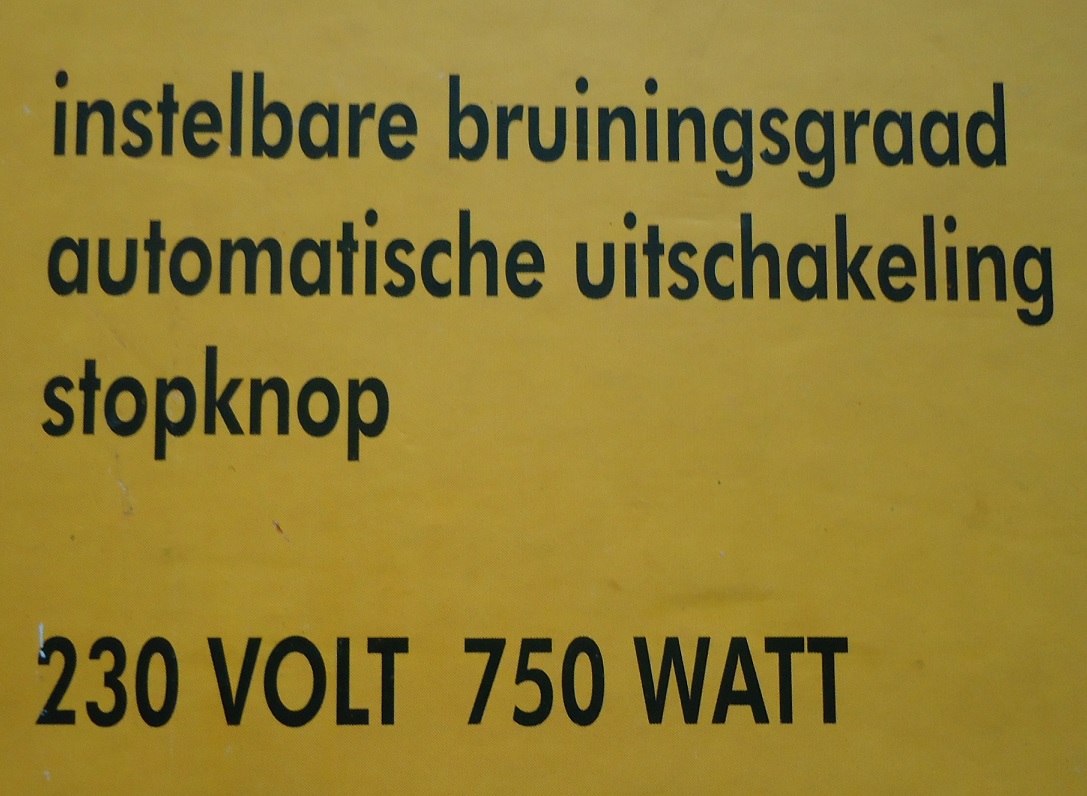 instelbare bruiningsgraad
automatische uitschakeling
stopknop
230 VOLT 750 WATT